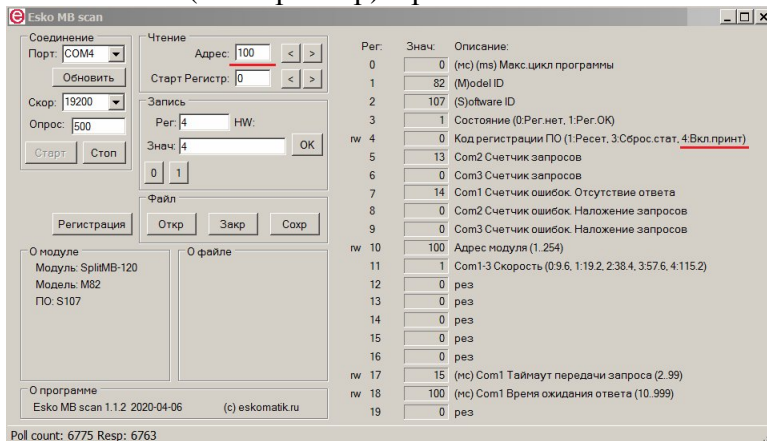 Esko MB scan
Соединение
Порт: COM4
Обновить
Скор: 19200
Опрос: 500
Старт Стоп
Чтение
Адрес: 100 < >
Старт Регистр: 0 < >
Запись
Рег: 4 HW:
Знач: 4 OK
0 1
Файл
Регистрация Откр Закр Сохр
О модуле
Модуль: SplitMB-120
Модель: M82
ПО: S107
О файле
О программе
Esko MB scan 1.1.2 2020-04-06 (c) eskomatik.ru
Рег: Знач: Описание:
0 0 (мс) (ms) Макс.цикл программы
1 82 (M)odel ID
2 107 (S)oftware ID
3 1 Состояние (0:Рег.нет, 1:Рег.ОК)
rw 4 0 Код регистрации ПО (1:Ресет, 3:Сброс.стат, 4:Вкл.принт)
5 13 Com2 Счетчик запросов
6 0 Com3 Счетчик запросов
7 14 Com1 Счетчик ошибок. Отсутствие ответа
8 0 Com2 Счетчик ошибок. Наложение запросов
9 0 Com3 Счетчик ошибок. Наложение запросов
rw 10 100 Адрес модуля (1..254)
11 1 Com1-3 Скорость (0:9.6, 1:19.2, 2:38.4, 3:57.6, 4:115.2)
12 0 рез
13 0 рез
14 0 рез
15 0 рез
16 0 рез
rw 17 15 (мс) Com1 Таймаут передачи запроса (2..99)
rw 18 100 (мс) Com1 Время ожидания ответа (10..999)
19 0 рез
Poll count: 6775 Resp: 6763